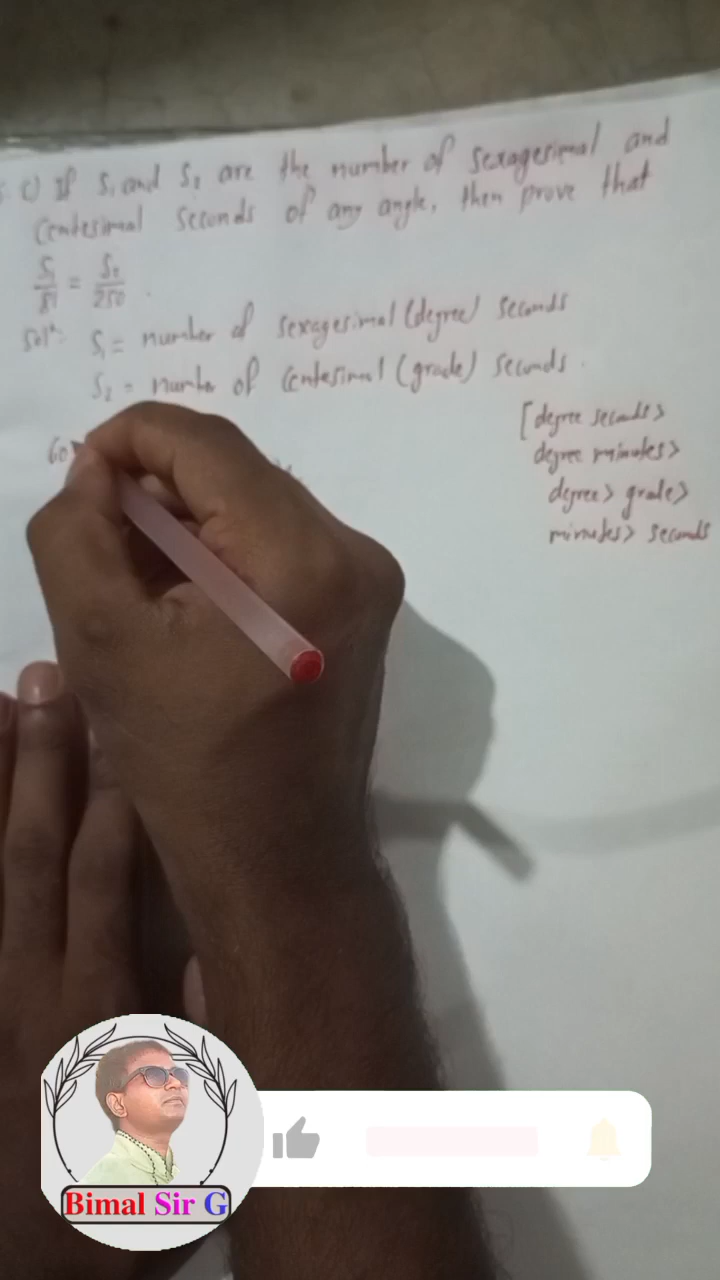 c) If S₁ and S₂ are the number of sexagesimal and
centesimal seconds of any angle, then prove that
S₁/81 = S₂/250.
Solⁿ: S₁ = number of sexagesimal (degree) seconds
S₂ = number of centesimal (grade) seconds.
[degree seconds>
degree minutes>
degree> grade>
minutes> seconds
60
Bimal Sir G